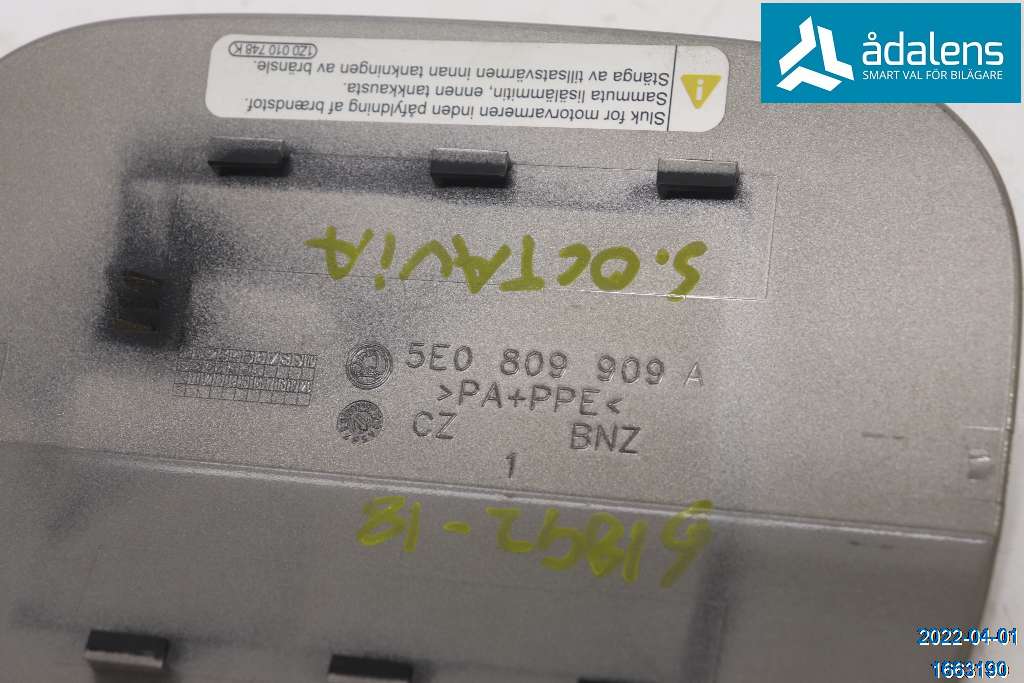 ådalens
SMART VAL FÖR BILÄGARE
Sluk for motorvarmeren inden påfyldning af brændstof.
Sammuta lisälämmitin, ennen tankkausta.
Stänga av tillsatsvärmen innan tankningen av bränsle.
1Z0 010 748 K
S. OCTAViA
5E0 809 909 A
>PA+PPE<
CZ BNZ
1
2022-04-01
1663190